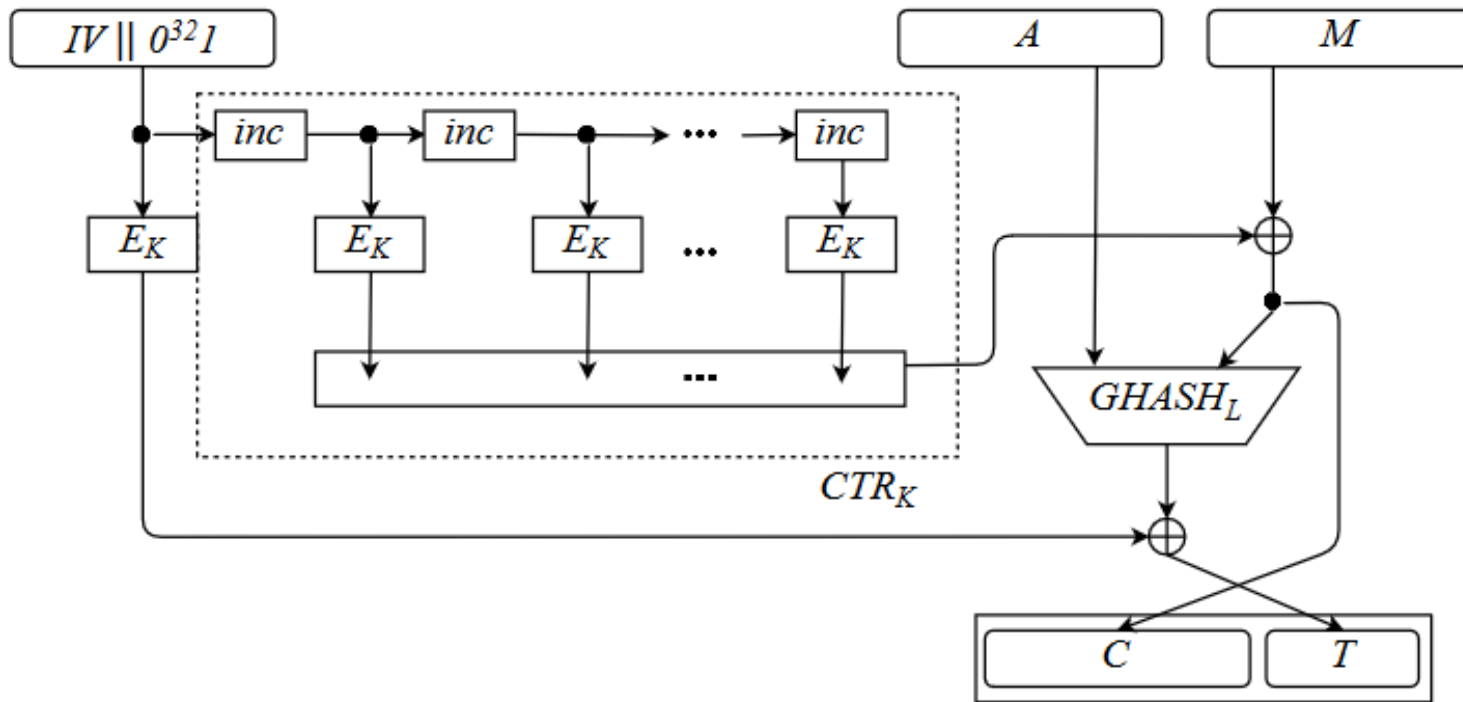 IV || 0³²1 A M
inc inc ... inc
E_K E_K E_K ... E_K
...
GHASH_L
CTR_K
C T